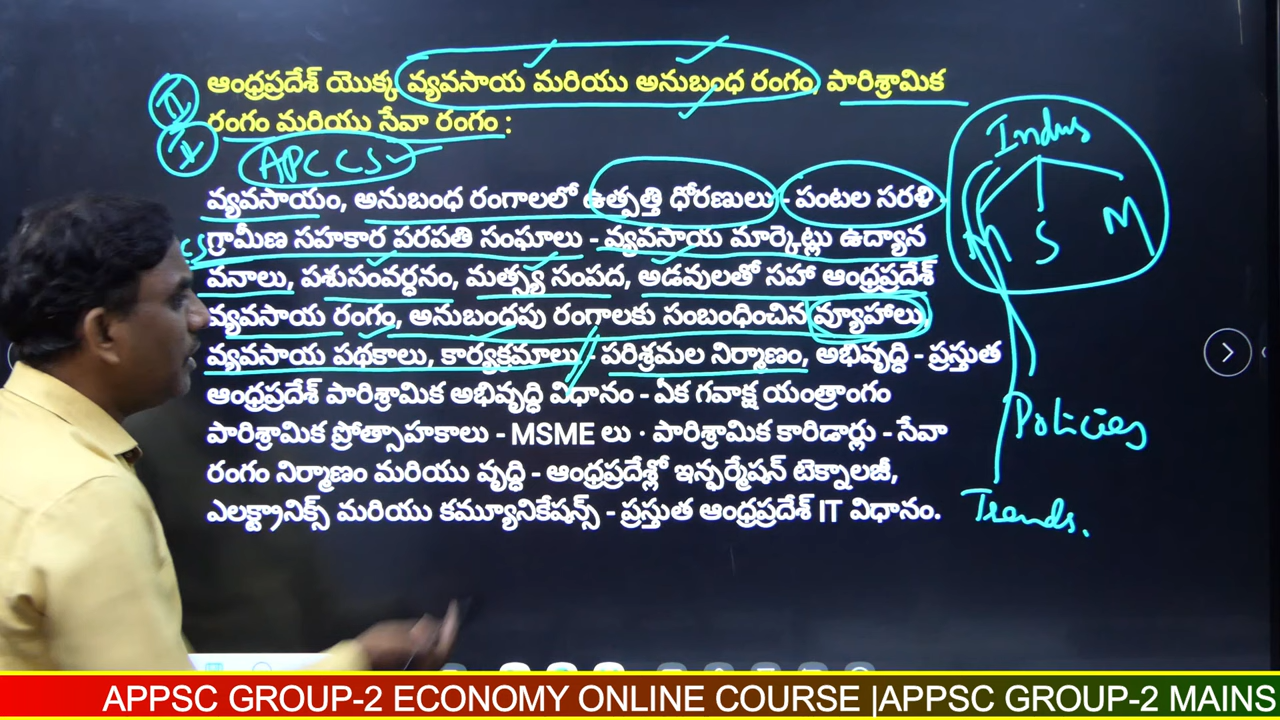 II ఆంధ్రప్రదేశ్ యొక్క వ్యవసాయ మరియు అనుబంధ రంగం, పారిశ్రామిక
రంగం మరియు సేవా రంగం :
APCCS
వ్యవసాయం, అనుబంధ రంగాలలో ఉత్పత్తి ధోరణులు - పంటల సరళి
గ్రామీణ సహకార పరపతి సంఘాలు - వ్యవసాయ మార్కెట్లు ఉద్యాన
వనాలు, పశుసంవర్ధనం, మత్స్య సంపద, అడవులతో సహా ఆంధ్రప్రదేశ్
వ్యవసాయ రంగం, అనుబంధపు రంగాలకు సంబంధించిన వ్యూహాలు
వ్యవసాయ పథకాలు, కార్యక్రమాలు - పరిశ్రమల నిర్మాణం, అభివృద్ధి - ప్రస్తుత
ఆంధ్రప్రదేశ్ పారిశ్రామిక అభివృద్ధి విధానం - ఏక గవాక్ష యంత్రాంగం
పారిశ్రామిక ప్రోత్సాహకాలు - MSME లు · పారిశ్రామిక కారిడార్లు - సేవా
రంగం నిర్మాణం మరియు వృద్ధి - ఆంధ్రప్రదేశ్లో ఇన్ఫర్మేషన్ టెక్నాలజీ,
ఎలక్ట్రానిక్స్ మరియు కమ్యూనికేషన్స్ - ప్రస్తుత ఆంధ్రప్రదేశ్ IT విధానం.
Indus
M S M
Policies
Trends.
APPSC GROUP-2 ECONOMY ONLINE COURSE |APPSC GROUP-2 MAINS